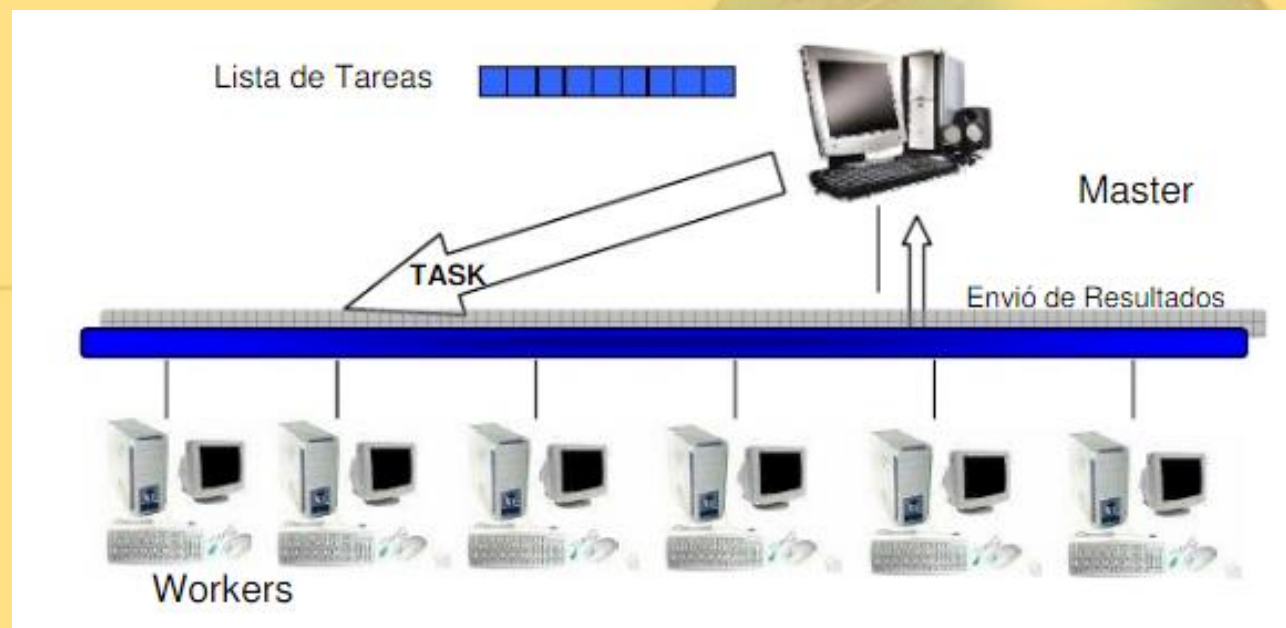 Lista de Tareas
Master
TASK
Envió de Resultados
Workers